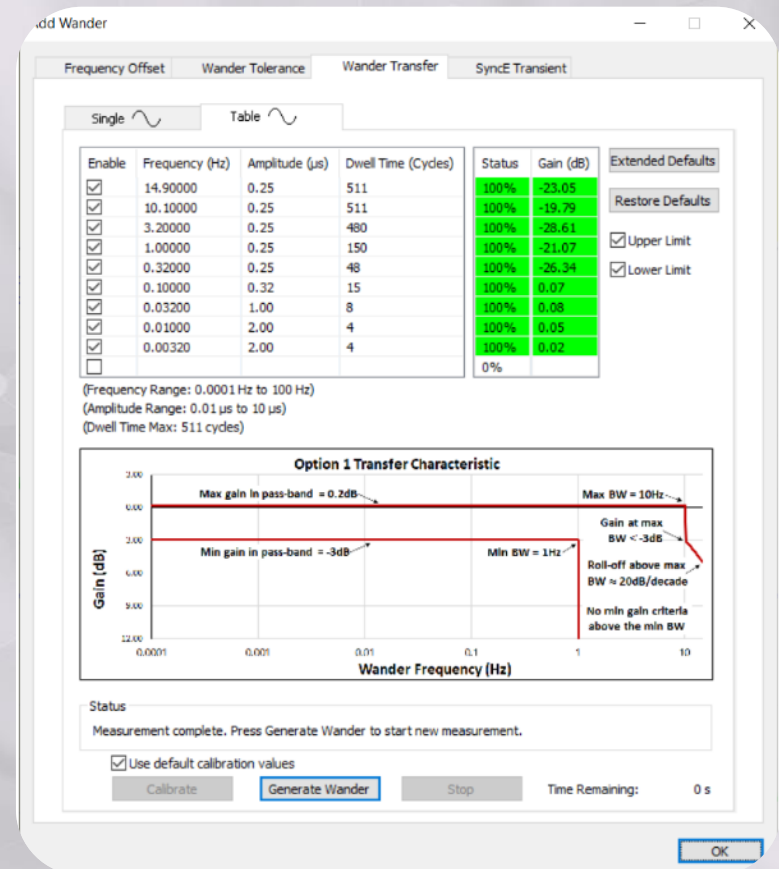 dd Wander
Frequency Offset Wander Tolerance Wander Transfer SyncE Transient
Single Table
Enable Frequency (Hz) Amplitude (µs) Dwell Time (Cycles) Status Gain (dB) Extended Defaults
14.90000 0.25 511 100% -23.05
10.10000 0.25 511 100% -19.79 Restore Defaults
3.20000 0.25 480 100% -28.61
1.00000 0.25 150 100% -21.07 Upper Limit
0.32000 0.25 48 100% -26.34 Lower Limit
0.10000 0.32 15 100% 0.07
0.03200 1.00 8 100% 0.08
0.01000 2.00 4 100% 0.05
0.00320 2.00 4 100% 0.02
0%
(Frequency Range: 0.0001 Hz to 100 Hz)
(Amplitude Range: 0.01 µs to 10 µs)
(Dwell Time Max: 511 cycles)
Option 1 Transfer Characteristic
Max gain in pass-band = 0.2dB Max BW = 10Hz
0.00
Gain at max
BW < -3dB
Min gain in pass-band = -3dB Min BW = 1Hz
Roll-off above max
BW ≈ 20dB/decade
No min gain criteria
above the min BW
Gain (dB)
12.00
0.0001 0.001 0.01 0.1 1 10
Wander Frequency (Hz)
Status
Measurement complete. Press Generate Wander to start new measurement.
Use default calibration values
Calibrate Generate Wander Stop Time Remaining: 0 s
OK